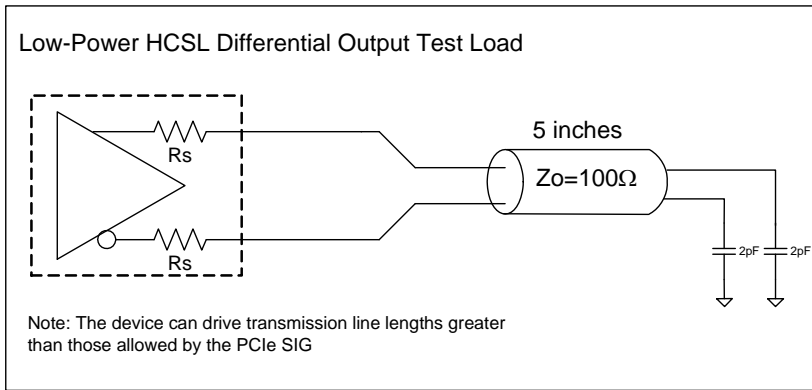 Low-Power HCSL Differential Output Test Load
Rs
Rs
5 inches
Zo=100Ω
2pF
2pF
Note: The device can drive transmission line lengths greater
than those allowed by the PCIe SIG